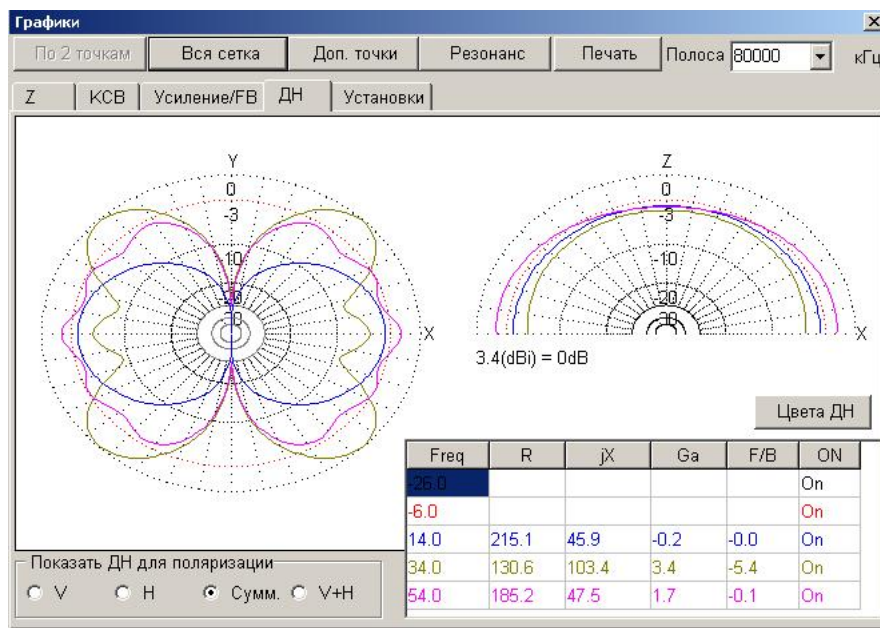 Графики
По 2 точкам Вся сетка Доп. точки Резонанс Печать Полоса 80000 кГц
Z КСВ Усиление/FB ДН Установки
Y Z
0 0
-3 -3
-10 -10
-20 -20
-30 -30
X X
3.4(dBi) = 0dB
Цвета ДН
Freq R jX Ga F/B ON
-26.0 On
-6.0 On
14.0 215.1 45.9 -0.2 -0.0 On
34.0 130.6 103.4 3.4 -5.4 On
54.0 185.2 47.5 1.7 -0.1 On
Показать ДН для поляризации
V H Сумм. V+H